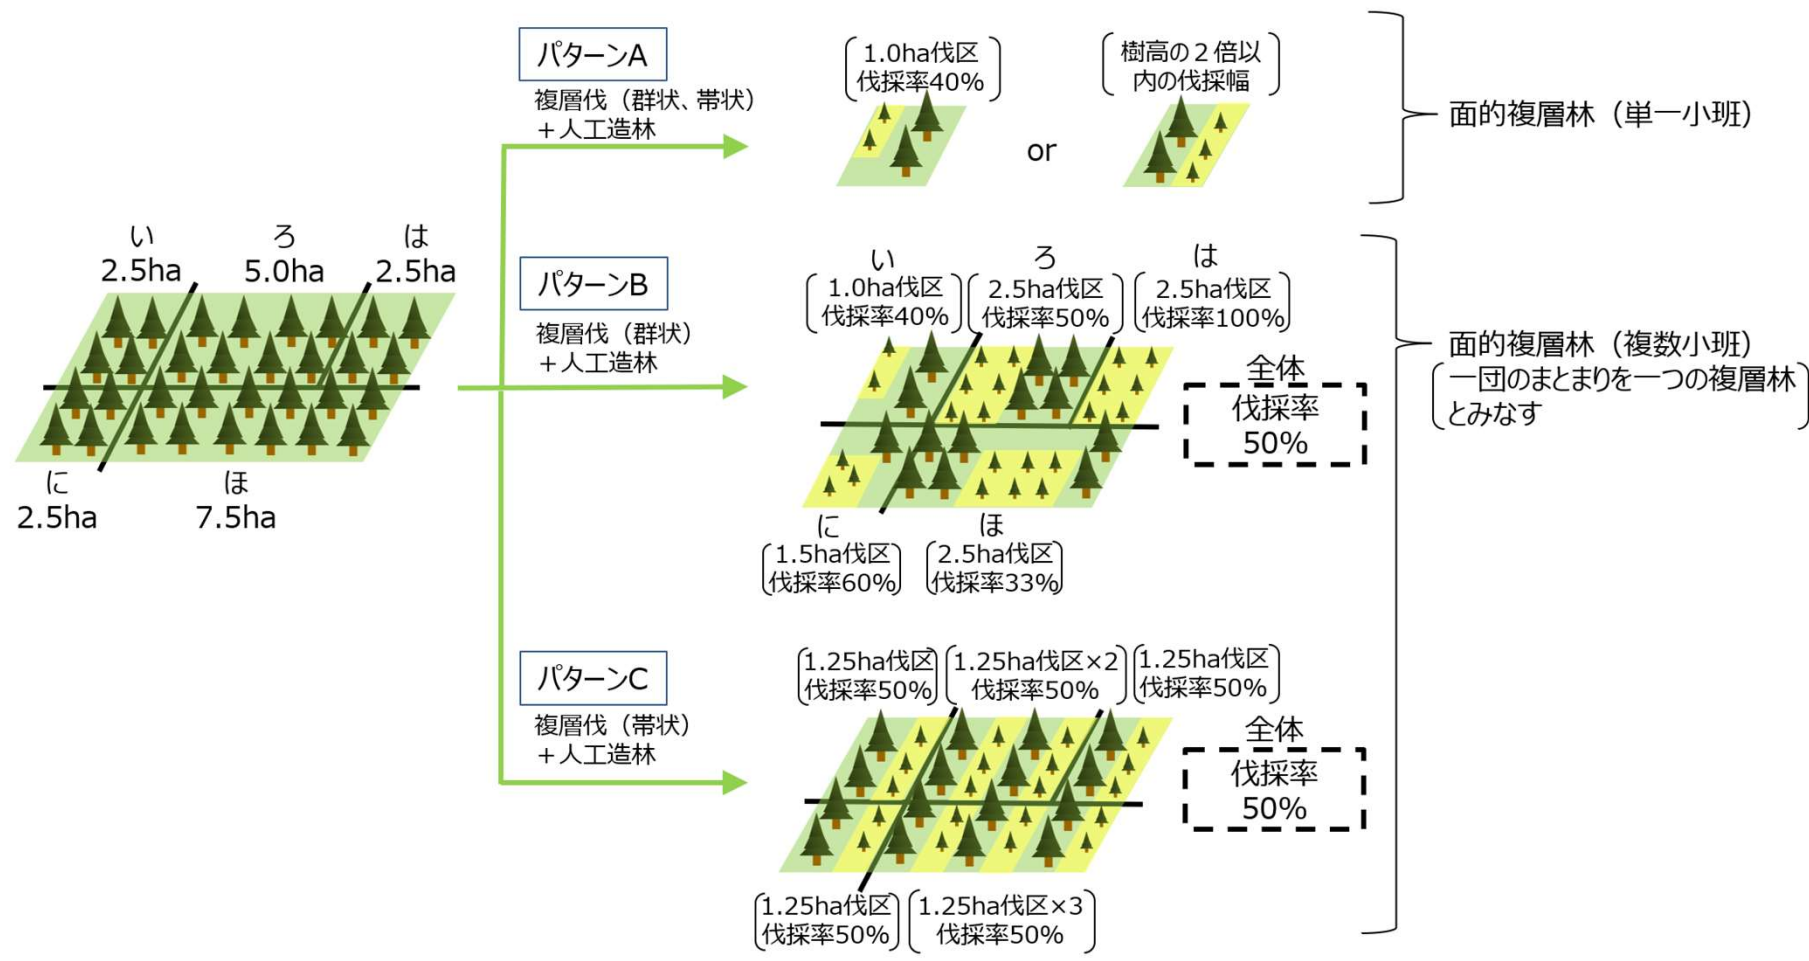 い
2.5ha
ろ
5.0ha
は
2.5ha
に
2.5ha
ほ
7.5ha
パターンA
複層伐（群状、帯状）
＋人工造林
1.0ha伐区
伐採率40%
or
樹高の２倍以
内の伐採幅
面的複層林（単一小班）
パターンB
複層伐（群状）
＋人工造林
い
1.0ha伐区
伐採率40%
ろ
2.5ha伐区
伐採率50%
は
2.5ha伐区
伐採率100%
に
1.5ha伐区
伐採率60%
ほ
2.5ha伐区
伐採率33%
全体
伐採率
50%
面的複層林（複数小班）
一団のまとまりを一つの複層林
とみなす
パターンC
複層伐（帯状）
＋人工造林
1.25ha伐区
伐採率50%
1.25ha伐区×2
伐採率50%
1.25ha伐区
伐採率50%
1.25ha伐区
伐採率50%
1.25ha伐区×3
伐採率50%
全体
伐採率
50%